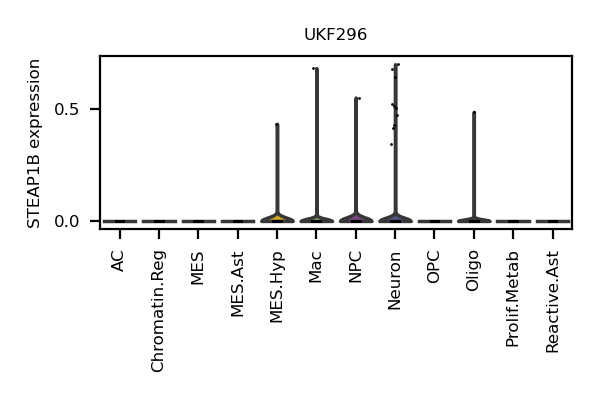 UKF296
STEAP1B expression
0.5
0.0
AC
Chromatin.Reg
MES
MES.Ast
MES.Hyp
Mac
NPC
Neuron
OPC
Oligo
Prolif.Metab
Reactive.Ast